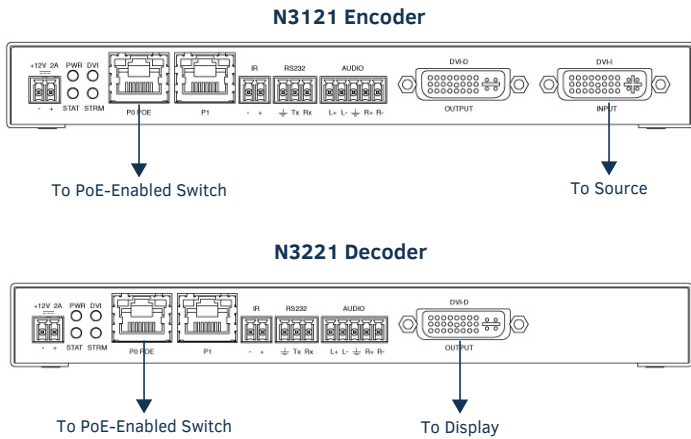 N3121 Encoder
+12V 2A PWR DVI
IR RS232 AUDIO DVI-D DVI-I
- + STAT STRM P0 POE P1 - + Tx Rx L+ L- R+ R- OUTPUT INPUT
To PoE-Enabled Switch
To Source
N3221 Decoder
+12V 2A PWR DVI
IR RS232 AUDIO DVI-D
- + STAT STRM P0 POE P1 - + Tx Rx L+ L- R+ R- OUTPUT
To PoE-Enabled Switch
To Display